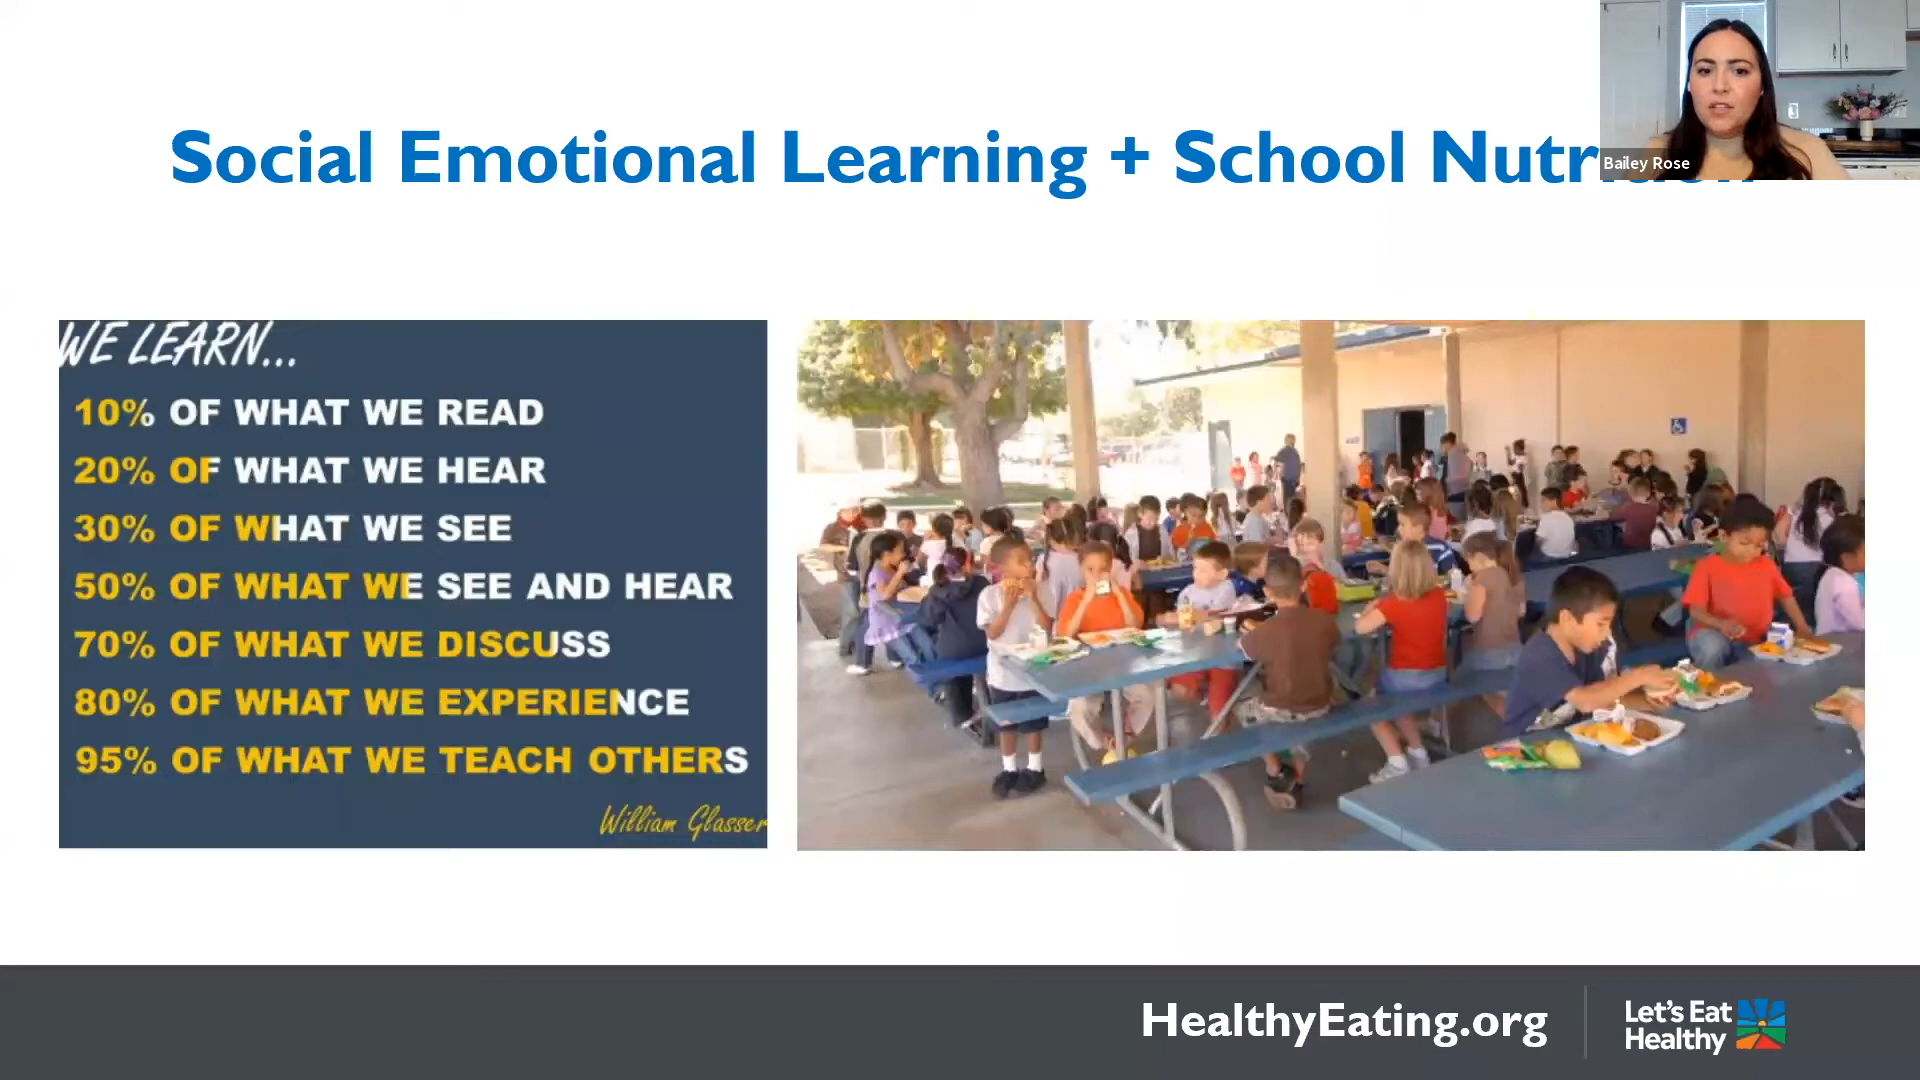 Social Emotional Learning + School Nutrition
Bailey Rose
WE LEARN...
10% OF WHAT WE READ
20% OF WHAT WE HEAR
30% OF WHAT WE SEE
50% OF WHAT WE SEE AND HEAR
70% OF WHAT WE DISCUSS
80% OF WHAT WE EXPERIENCE
95% OF WHAT WE TEACH OTHERS
William Glasser
HealthyEating.org
Let's Eat
Healthy